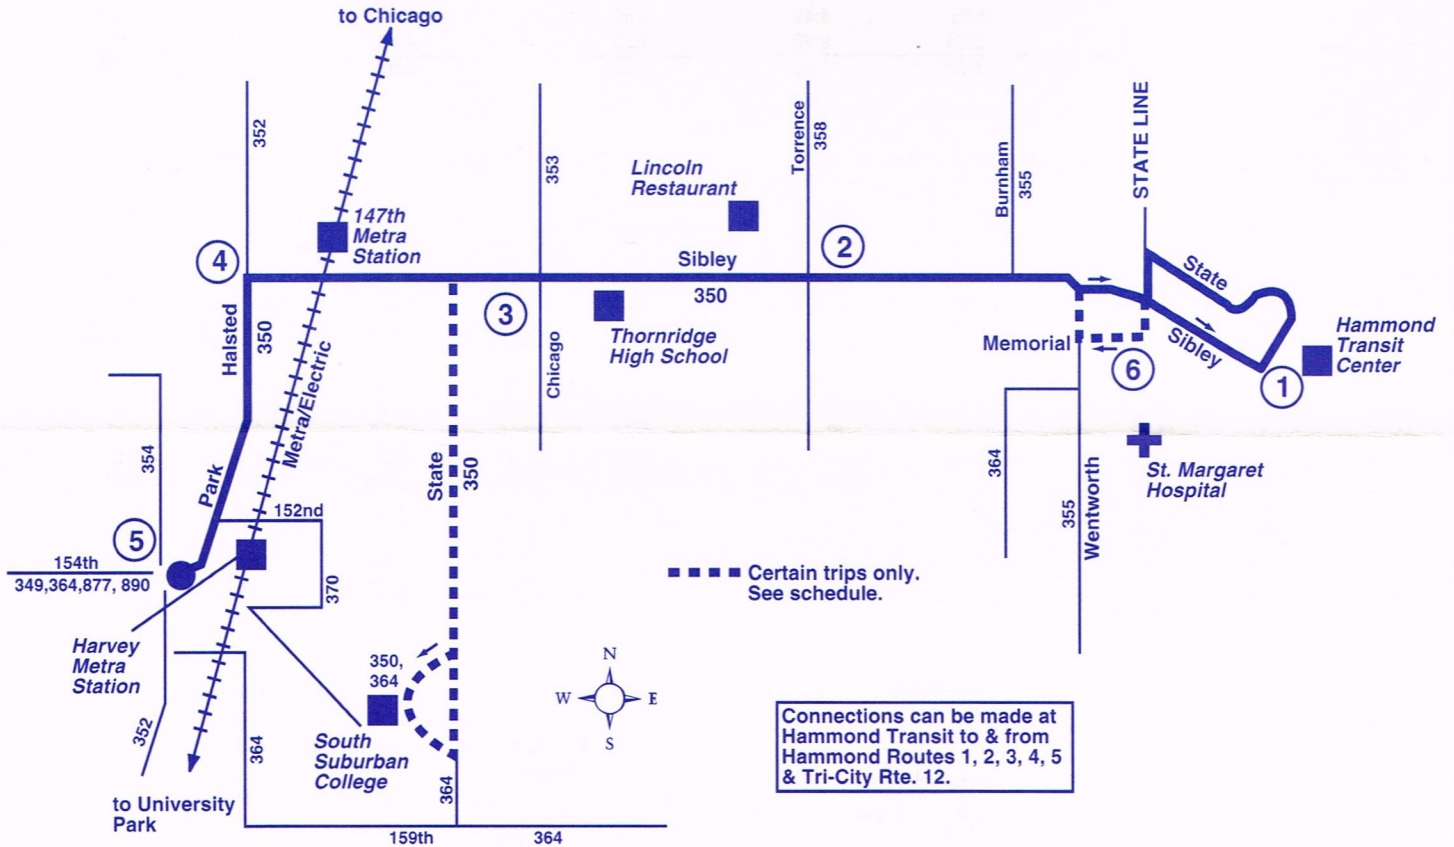 to Chicago
352
353
Torrence
358
Burnham
355
STATE LINE
Lincoln
Restaurant
147th
Metra
Station
4
2
Sibley
350
3
State
Sibley
Halsted
350
Thornridge
High School
Memorial
6
1
Hammond
Transit
Center
Chicago
Metra/Electric
354
Park
State
350
364
355
Wentworth
St. Margaret
Hospital
152nd
5
154th
349,364,877, 890
370
Certain trips only.
See schedule.
Harvey
Metra
Station
350,
364
N
W
E
S
352
364
South
Suburban
College
364
Connections can be made at
Hammond Transit to & from
Hammond Routes 1, 2, 3, 4, 5
& Tri-City Rte. 12.
to University
Park
159th
364